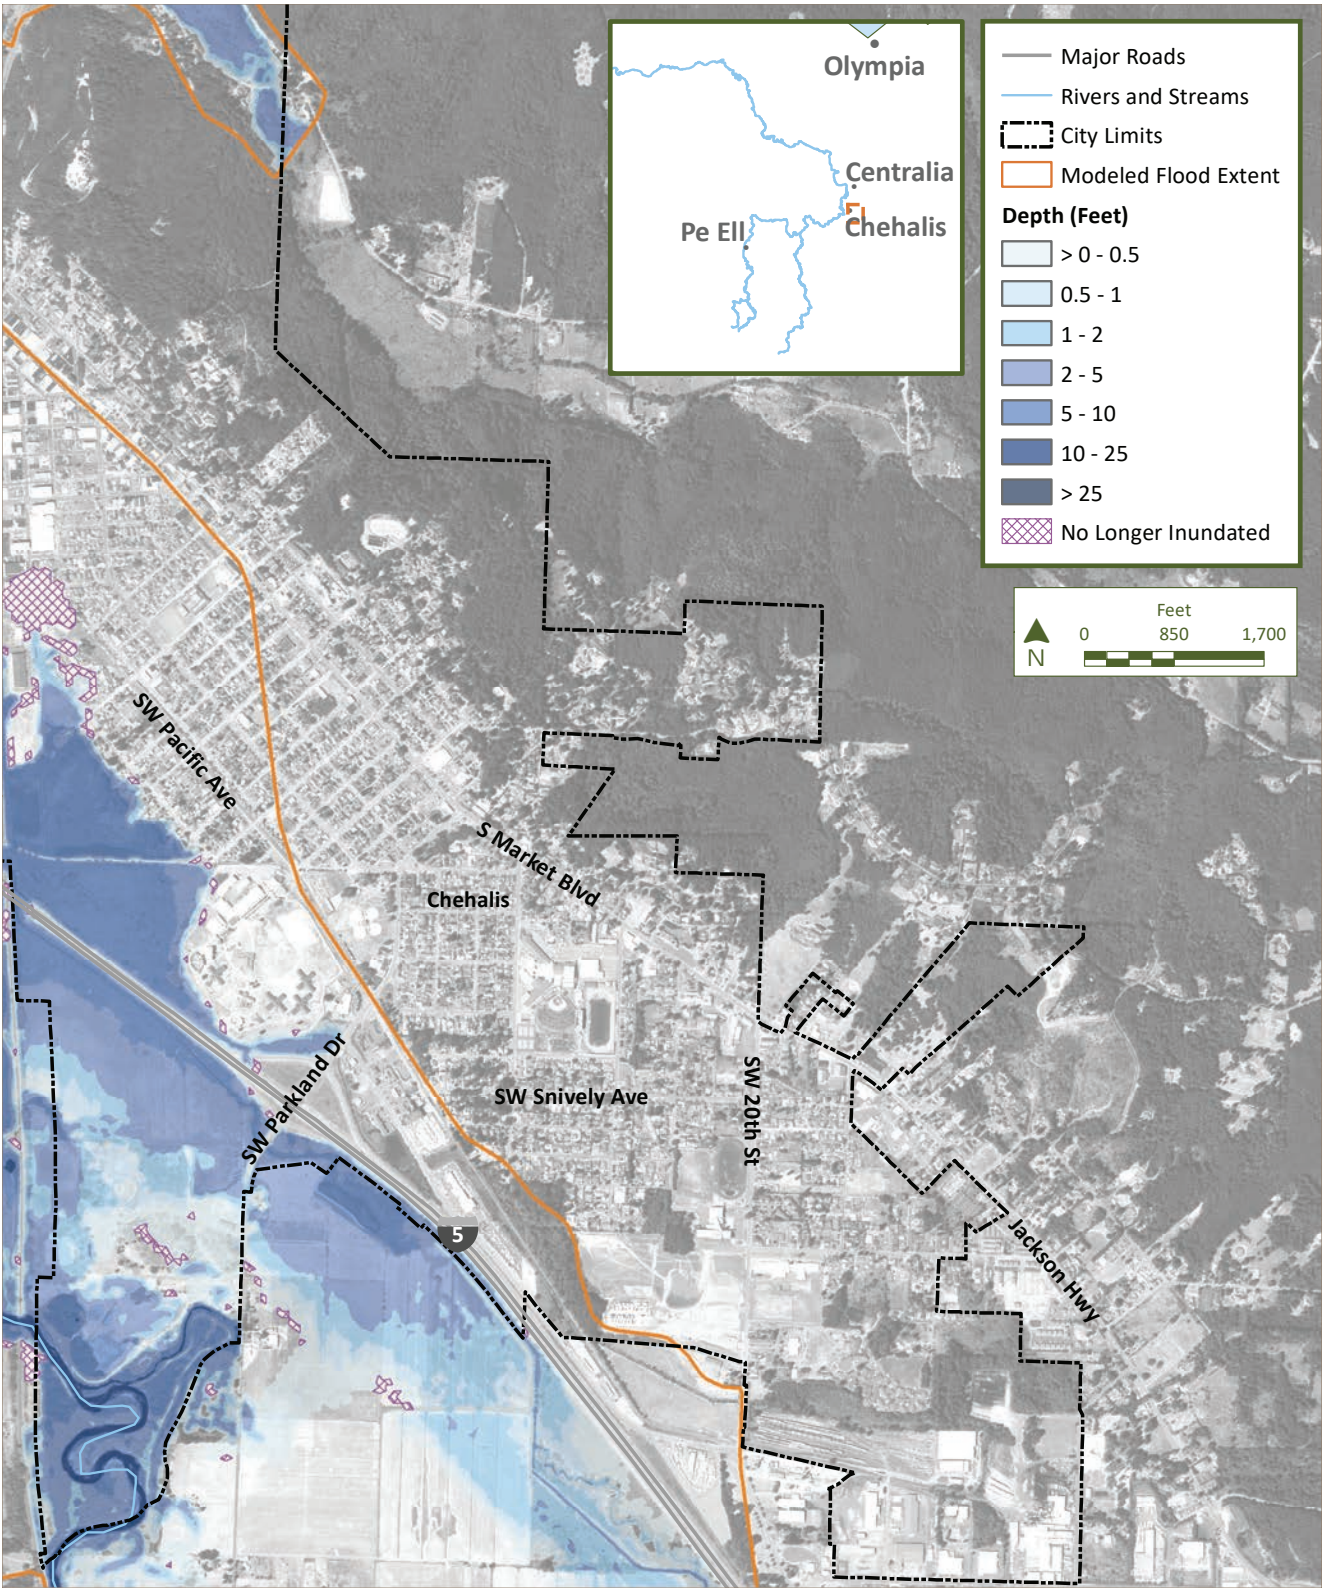 Olympia
Centralia
Chehalis
Pe Ell
Major Roads
Rivers and Streams
City Limits
Modeled Flood Extent
Depth (Feet)
> 0 - 0.5
0.5 - 1
1 - 2
2 - 5
5 - 10
10 - 25
> 25
No Longer Inundated
Feet
0 850 1,700
N
SW Pacific Ave
S Market Blvd
Chehalis
SW Parkland Dr
SW Snively Ave
SW 20th St
Jackson Hwy
5